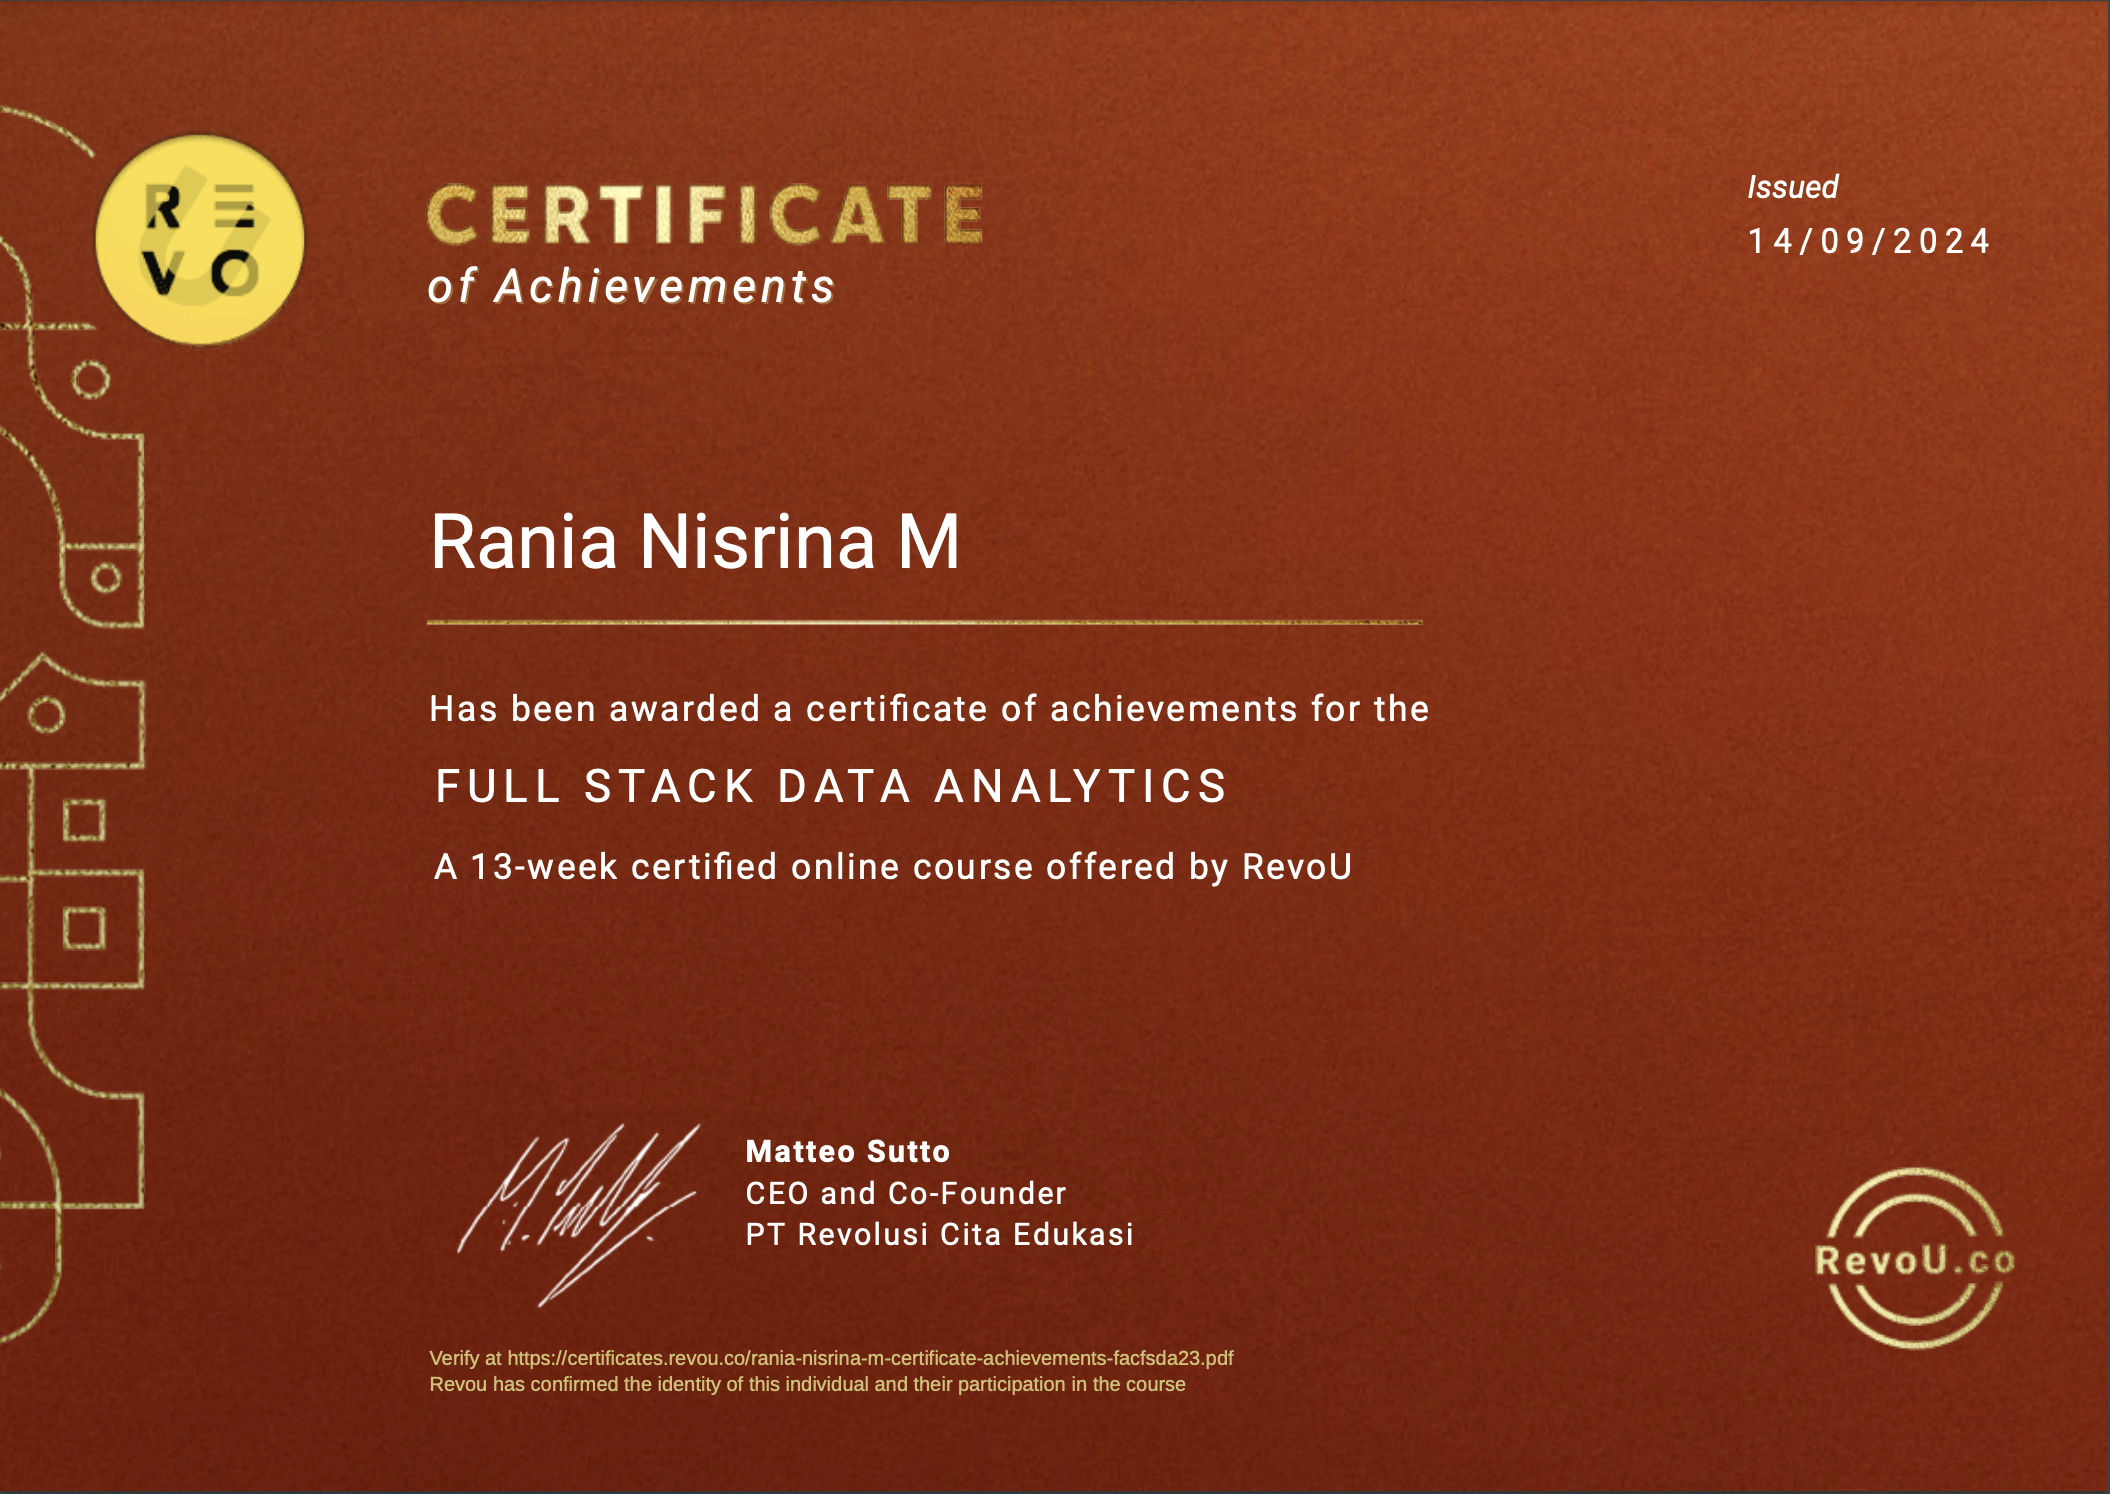 RE
VO
CERTIFICATE
of Achievements
Issued
14/09/2024
Rania Nisrina M
Has been awarded a certificate of achievements for the
FULL STACK DATA ANALYTICS
A 13-week certified online course offered by RevoU
Matteo Sutto
CEO and Co-Founder
PT Revolusi Cita Edukasi
RevoU.co
Verify at https://certificates.revou.co/rania-nisrina-m-certificate-achievements-facfsda23.pdf
Revou has confirmed the identity of this individual and their participation in the course